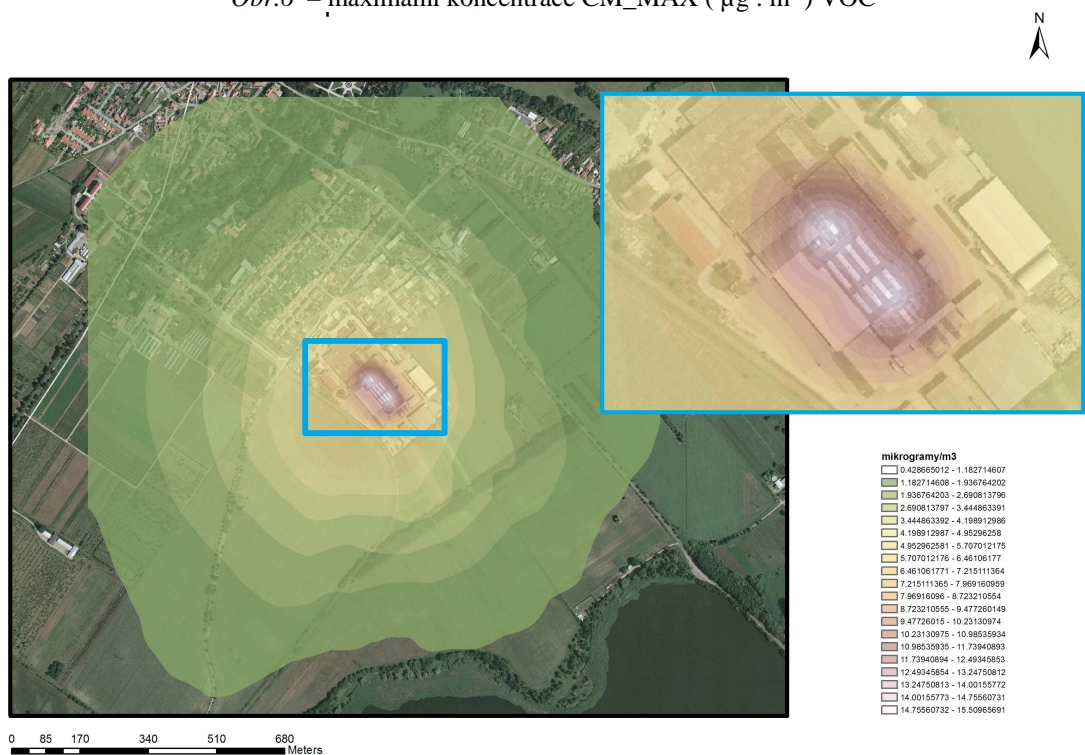 Obr.6 – maximální koncentrace CM_MAX ( µg . m ) VOC
N
mikrogramy/m3
0.428665012 - 1.182714607
1.182714608 - 1.936764202
1.936764203 - 2.690813796
2.690813797 - 3.444863391
3.444863392 - 4.198912986
4.198912987 - 4.95296258
4.952962581 - 5.707012175
5.707012176 - 6.46106177
6.461061771 - 7.215111364
7.215111365 - 7.969160959
7.96916096 - 8.723210554
8.723210555 - 9.477260149
9.47726015 - 10.23130974
10.23130975 - 10.98535934
10.98535935 - 11.73940893
11.73940894 - 12.49345853
12.49345854 - 13.24750812
13.24750813 - 14.00155772
14.00155773 - 14.75560731
14.75560732 - 15.50965691
0 85 170 340 510 680
Meters